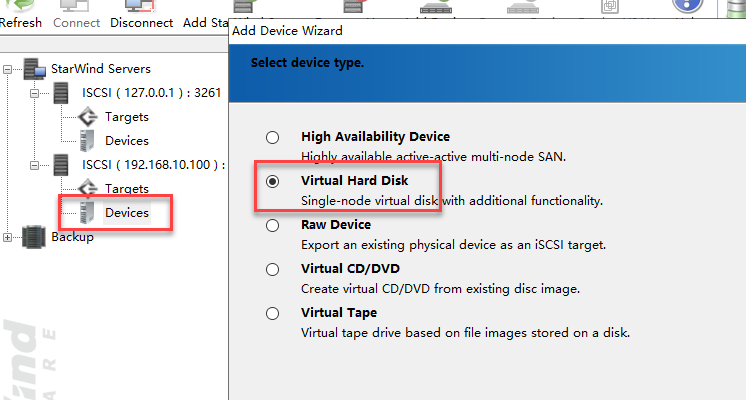 Refresh Connect Disconnect Add Sta
Add Device Wizard
Select device type.
StarWind Servers
ISCSI ( 127.0.0.1 ) : 3261
Targets
Devices
ISCSI ( 192.168.10.100 ) :
Targets
Devices
Backup
High Availability Device
Highly available active-active multi-node SAN.
Virtual Hard Disk
Single-node virtual disk with additional functionality.
Raw Device
Export an existing physical device as an iSCSI target.
Virtual CD/DVD
Create virtual CD/DVD from existing disc image.
Virtual Tape
Virtual tape drive based on file images stored on a disk.
ind
ARE